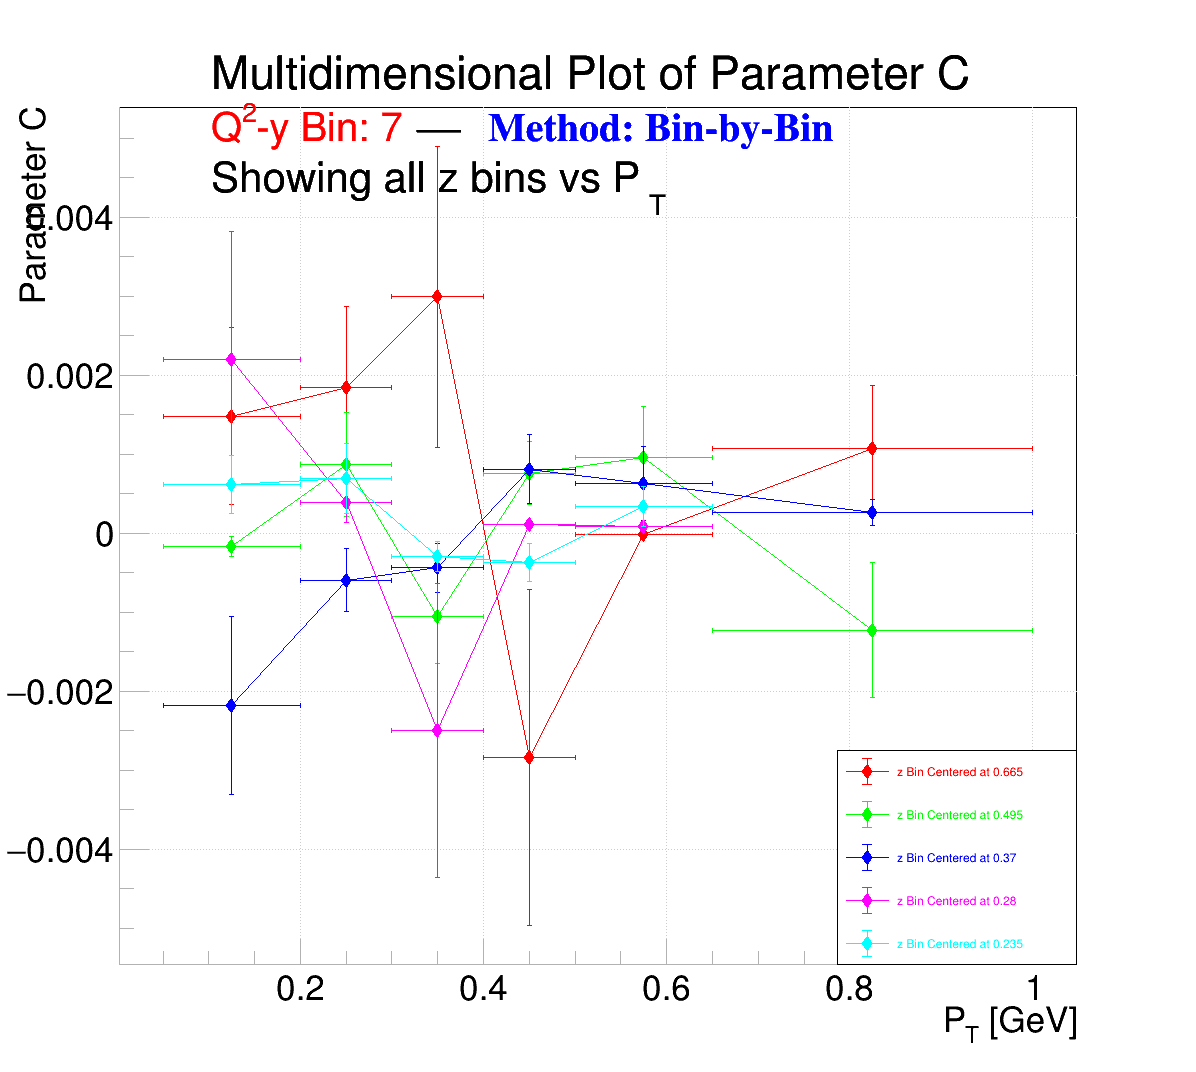 Multidimensional Plot of Parameter C
Q²-y Bin: 7 — Method: Bin-by-Bin
Showing all z bins vs P_T
Parameter C
0.004
0.002
0
−0.002
−0.004
0.2
0.4
0.6
0.8
1
P_T [GeV]
z Bin Centered at 0.665
z Bin Centered at 0.495
z Bin Centered at 0.37
z Bin Centered at 0.28
z Bin Centered at 0.235